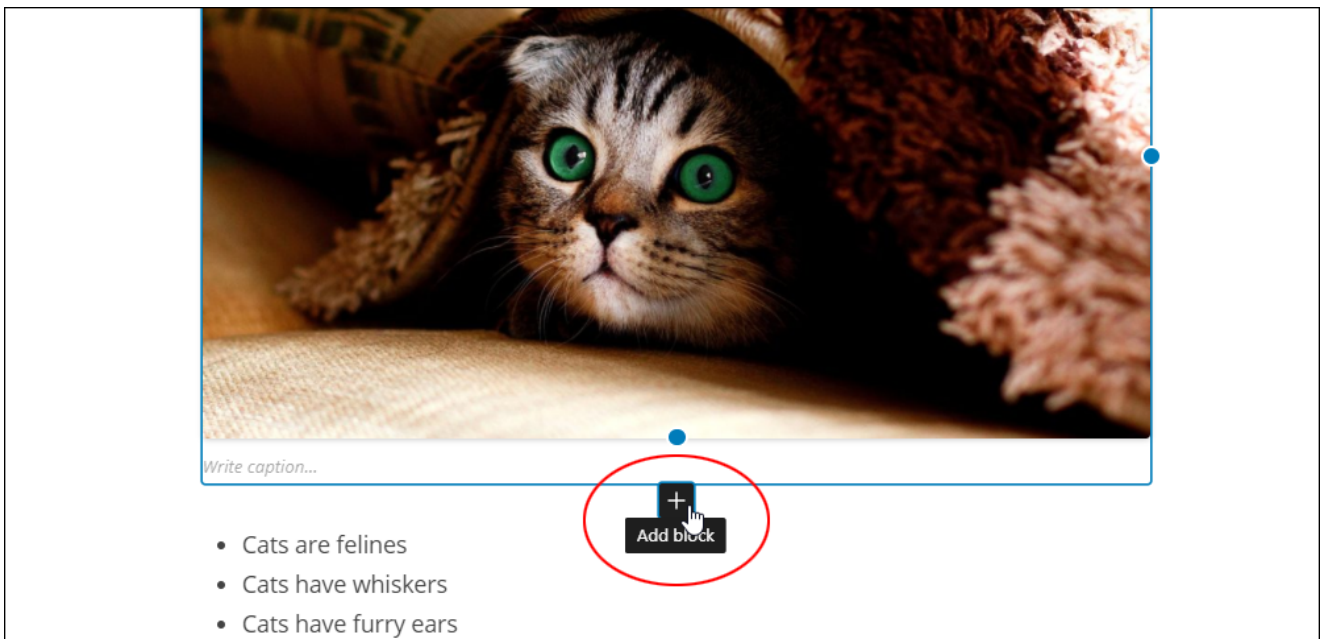 Write caption...
Add block
Cats are felines
Cats have whiskers
Cats have furry ears